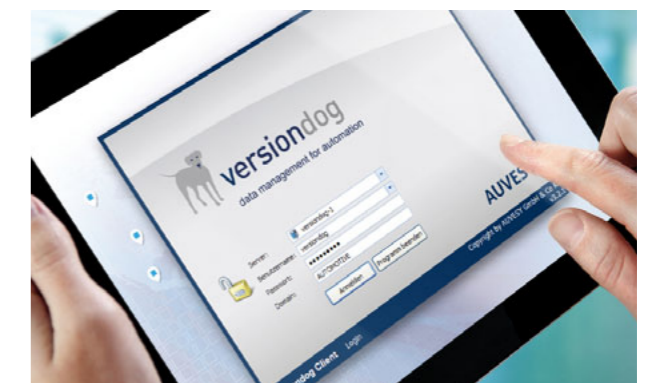 versiondog
data management for automation
Server: versiondog-1
Benutzername: versiondog
Passwort: •••••••••
Domain: AUTOMOTIVE
Anmelden Programm beenden
AUVES
Copyright by AUVESY GmbH & Co
ndog Client Login